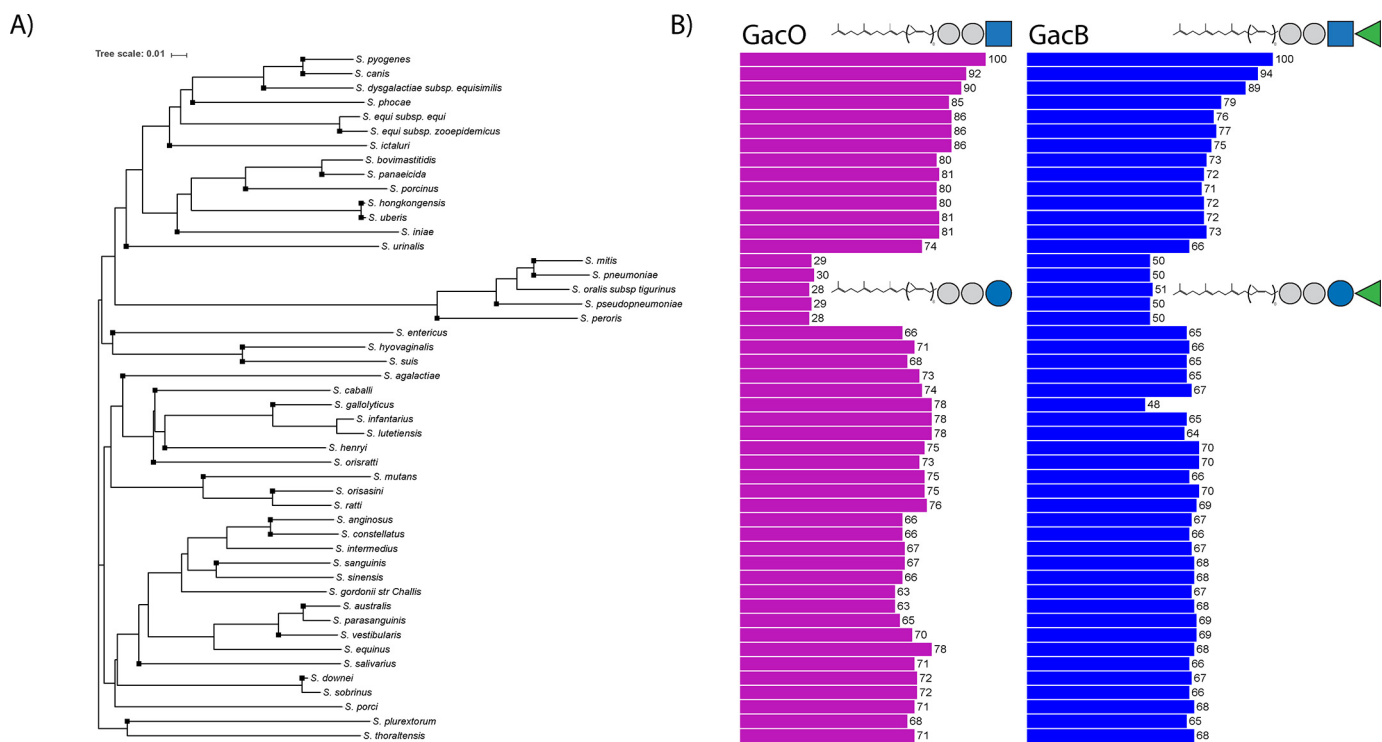 A)
Tree scale: 0.01
S. pyogenes
S. canis
S. dysgalactiae subsp. equisimilis
S. phocae
S. equi subsp. equi
S. equi subsp. zooepidemicus
S. ictaluri
S. bovimastitidis
S. panaeicida
S. porcinus
S. hongkongensis
S. uberis
S. iniae
S. urinalis
S. mitis
S. pneumoniae
S. oralis subsp tigurinus
S. pseudopneumoniae
S. peroris
S. entericus
S. hyovaginalis
S. suis
S. agalactiae
S. caballi
S. gallolyticus
S. infantarius
S. lutetiensis
S. henryi
S. orisratti
S. mutans
S. orisasini
S. ratti
S. anginosus
S. constellatus
S. intermedius
S. sanguinis
S. sinensis
S. gordonii str Challis
S. australis
S. parasanguinis
S. vestibularis
S. equinus
S. salivarius
S. downei
S. sobrinus
S. porci
S. plurextorum
S. thoraltensis
B)
GacO
100
92
90
85
86
86
86
80
81
80
80
81
81
74
29
30
28
29
28
66
71
68
73
74
78
78
78
75
73
75
75
76
66
66
67
67
66
63
63
65
70
78
71
72
72
71
68
71
GacB
100
94
89
79
76
77
75
73
72
71
72
72
73
66
50
50
51
50
50
65
66
65
65
67
48
65
64
70
70
66
70
69
67
66
67
68
68
67
68
69
69
68
66
67
66
68
65
68